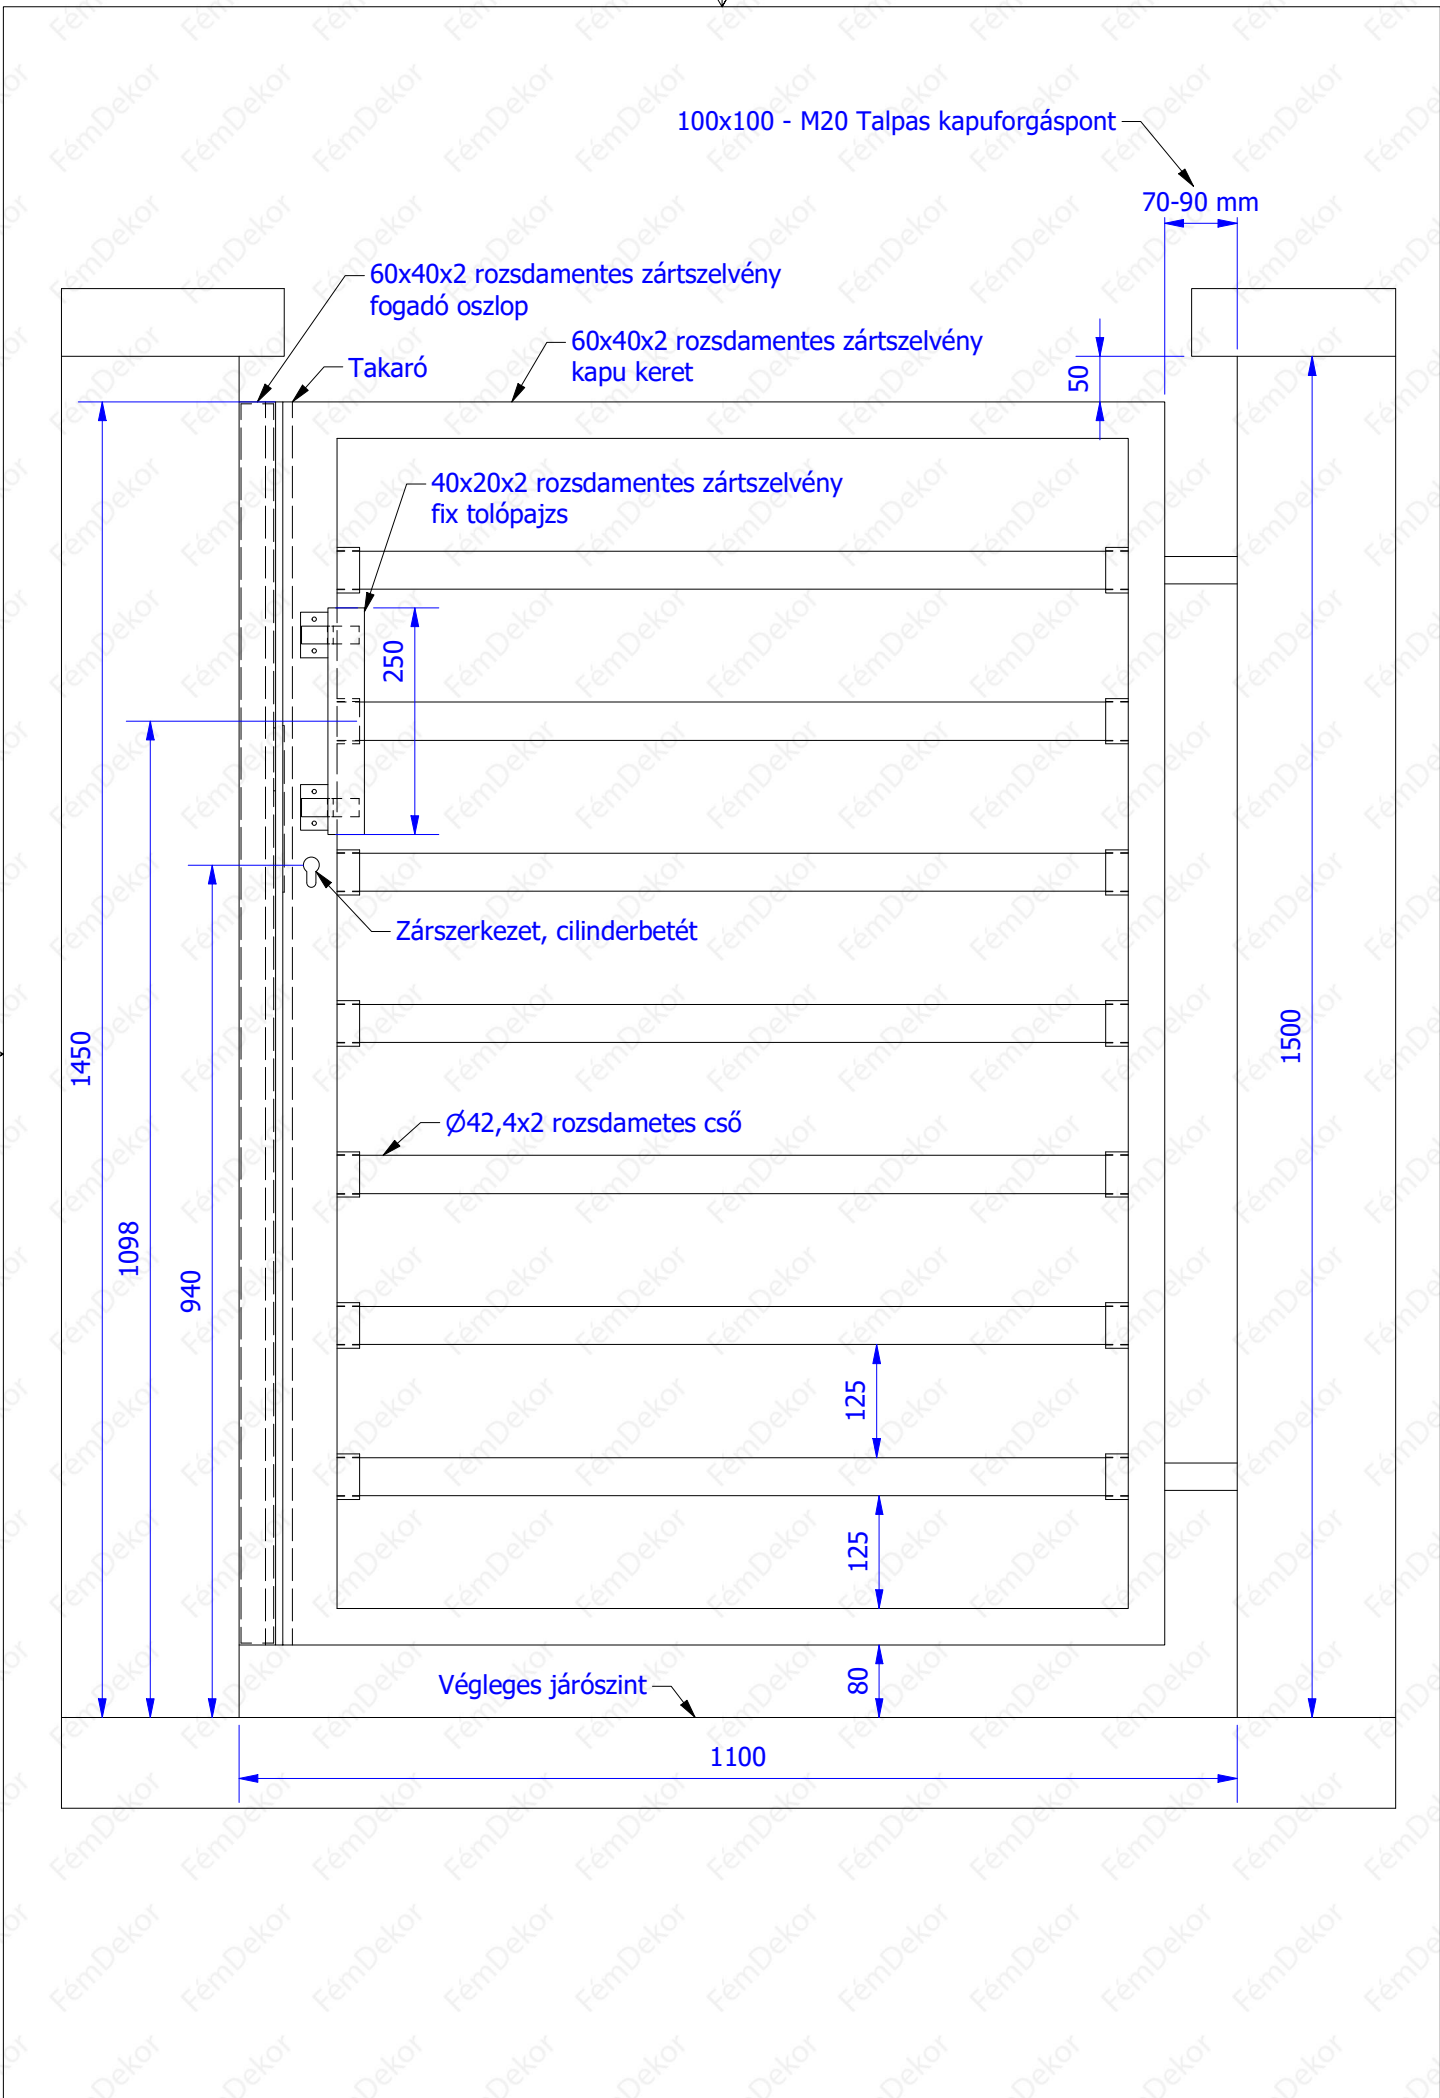 100x100 - M20 Talpas kapuforgáspont
70-90 mm
60x40x2 rozsdamentes zártszelvény
fogadó oszlop
60x40x2 rozsdamentes zártszelvény
kapu keret
Takaró
50
40x20x2 rozsdamentes zártszelvény
fix tolópajzs
250
Zárszerkezet, cilinderbetét
1450
1500
Ø42,4x2 rozsdametes cső
1098
940
125
125
80
Végleges járószint
1100
FémDekor